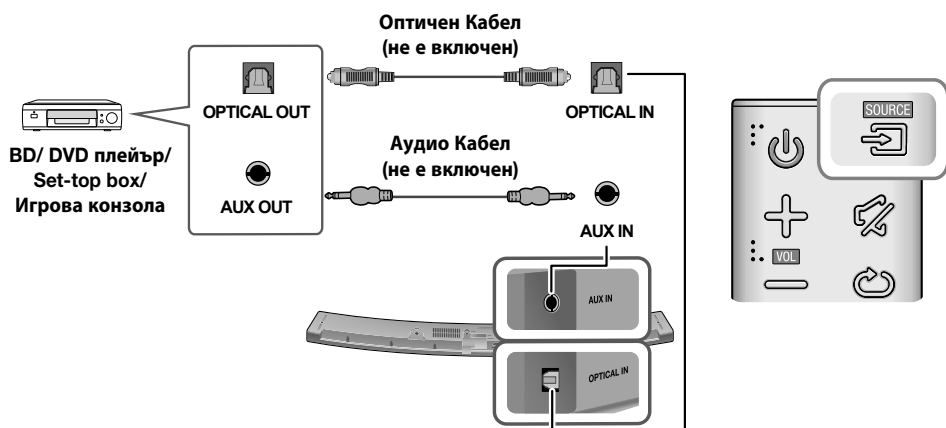 Оптичен Кабел
(не е включен)
OPTICAL OUT
OPTICAL IN
BD/ DVD плейър/
Set-top box/
Игрова конзола
Аудио Кабел
(не е включен)
AUX OUT
AUX IN
AUX IN
OPTICAL IN
SOURCE
VOL